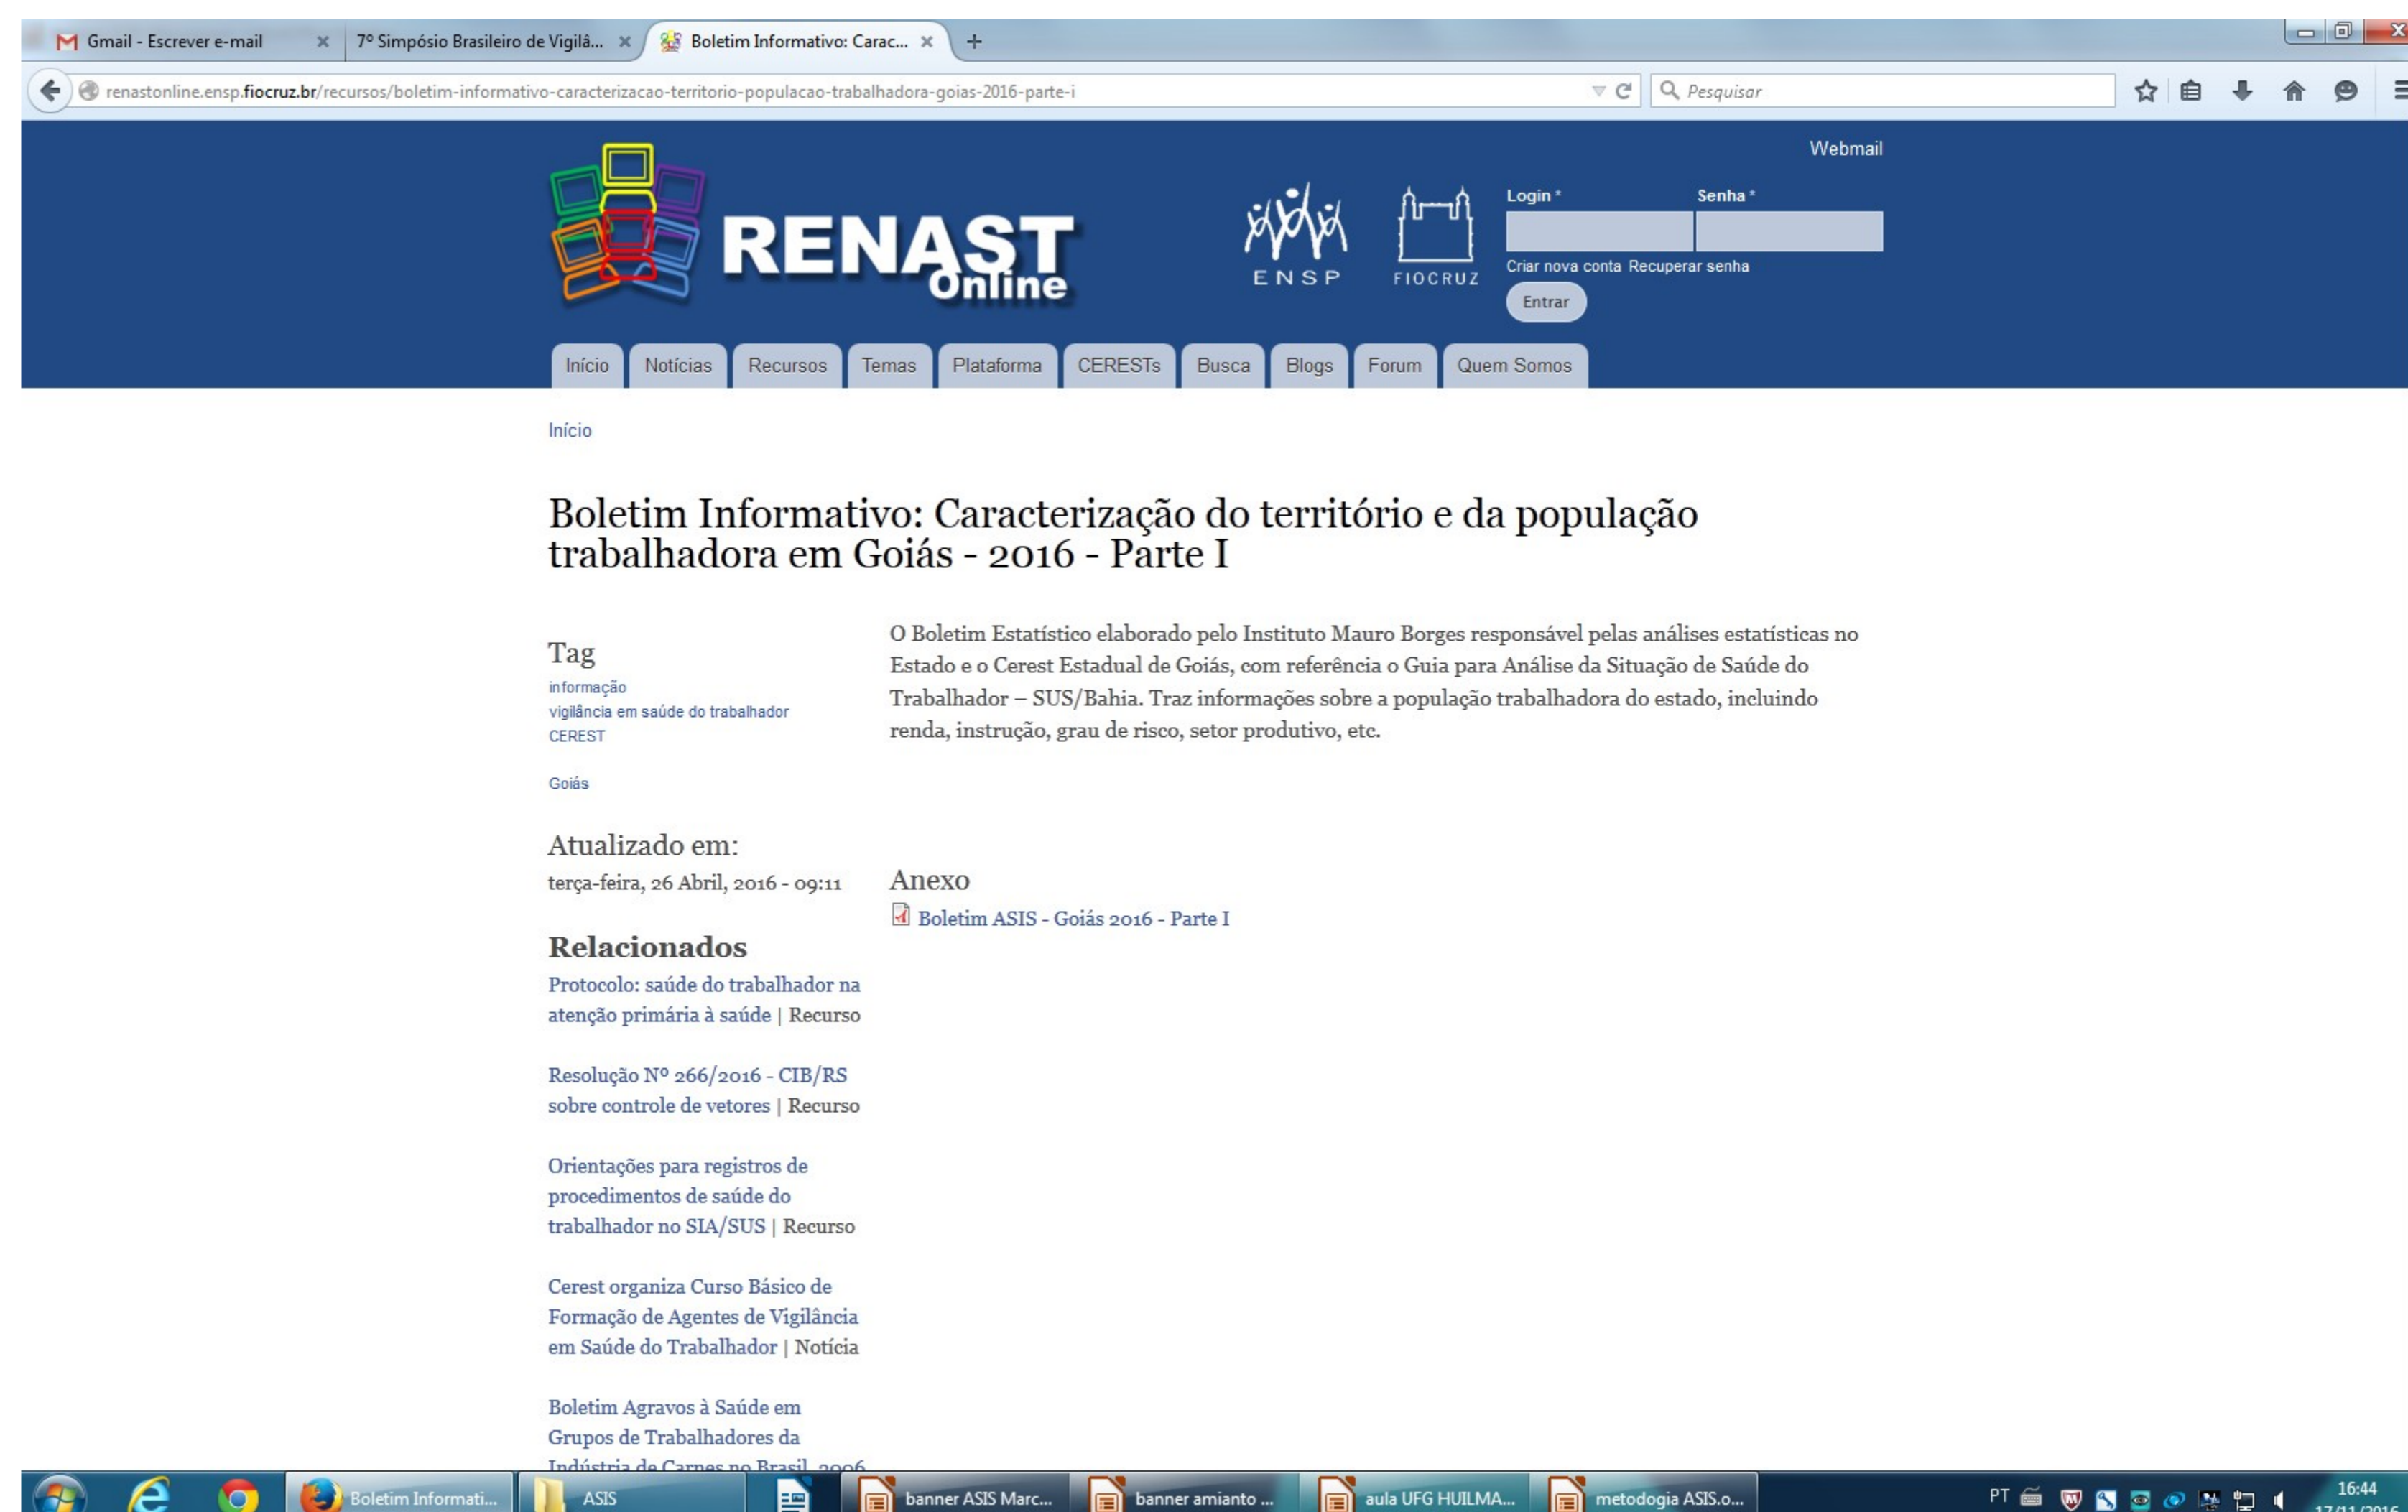 Gmail - Escrever e-mail
7º Simpósio Brasileiro de Vigilâ...
Boletim Informativo: Carac...
renastonline.ensp.fiocruz.br/recursos/boletim-informativo-caracterizacao-territorio-populacao-trabalhadora-goias-2016-parte-i
Pesquisar
Webmail
RENAST
Online
ENSP
FIOCRUZ
Login *
Senha *
Criar nova conta Recuperar senha
Entrar
Início
Notícias
Recursos
Temas
Plataforma
CERESTs
Busca
Blogs
Forum
Quem Somos
Início
Boletim Informativo: Caracterização do território e da população
trabalhadora em Goiás - 2016 - Parte I
Tag
informação
vigilância em saúde do trabalhador
CEREST
Goiás
O Boletim Estatístico elaborado pelo Instituto Mauro Borges responsável pelas análises estatísticas no
Estado e o Cerest Estadual de Goiás, com referência o Guia para Análise da Situação de Saúde do
Trabalhador – SUS/Bahia. Traz informações sobre a população trabalhadora do estado, incluindo
renda, instrução, grau de risco, setor produtivo, etc.
Atualizado em:
terça-feira, 26 Abril, 2016 - 09:11
Anexo
Boletim ASIS - Goiás 2016 - Parte I
Relacionados
Protocolo: saúde do trabalhador na
atenção primária à saúde | Recurso
Resolução Nº 266/2016 - CIB/RS
sobre controle de vetores | Recurso
Orientações para registros de
procedimentos de saúde do
trabalhador no SIA/SUS | Recurso
Cerest organiza Curso Básico de
Formação de Agentes de Vigilância
em Saúde do Trabalhador | Notícia
Boletim Agravos à Saúde em
Grupos de Trabalhadores da
Indústria de Carnes no Brasil, 2006
Boletim Informati...
ASIS
banner ASIS Marc...
banner amianto ...
aula UFG HUILMA...
metodogia ASIS.o...
PT
16:44
17/11/2016